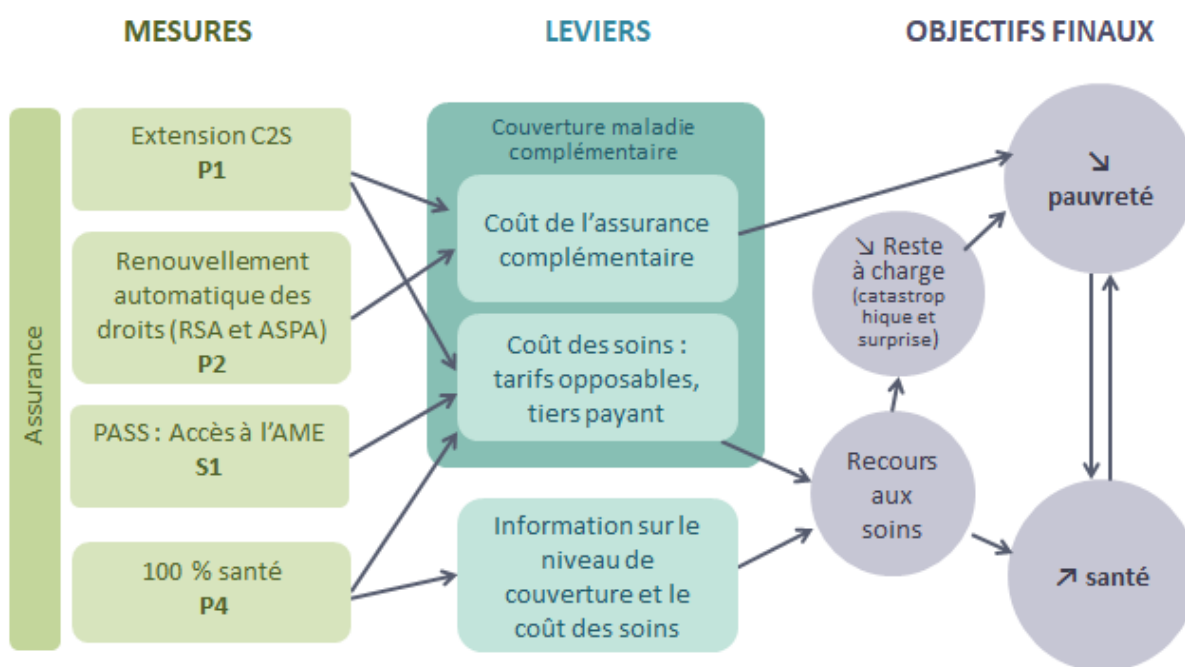 MESURES
LEVIERS
OBJECTIFS FINAUX
Assurance
Extension C2S
P1
Renouvellement
automatique des
droits (RSA et ASPA)
P2
PASS : Accès à l’AME
S1
100 % santé
P4
Couverture maladie
complémentaire
Coût de l’assurance
complémentaire
Coût des soins :
tarifs opposables,
tiers payant
Information sur le
niveau de
couverture et le
coût des soins
↘ Reste
à charge
(catastrop
hique et
surprise)
Recours
aux
soins
↘
pauvreté
↗ santé